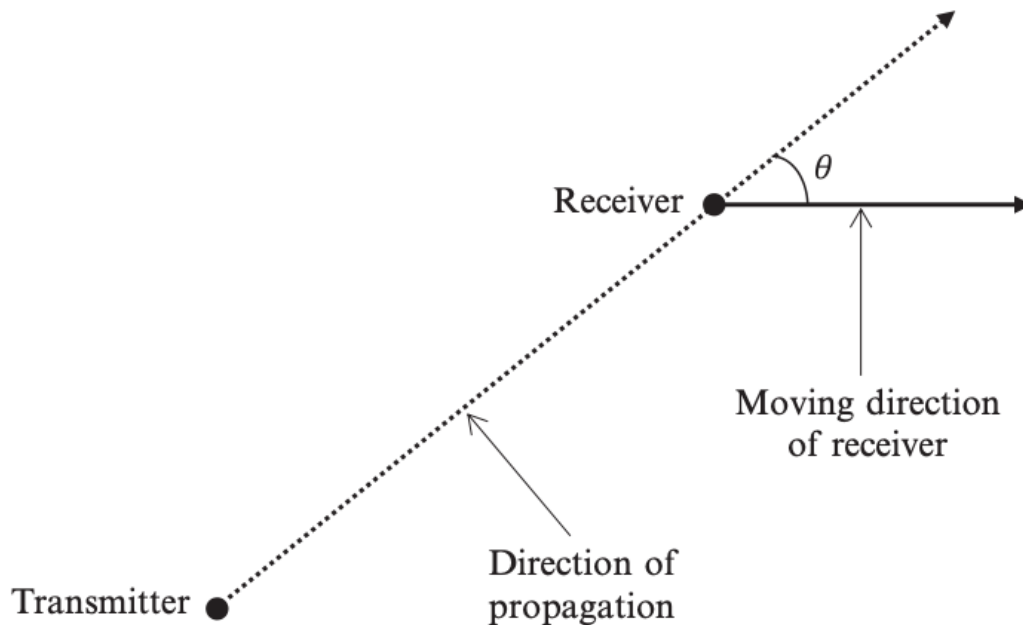 θ
Receiver
Moving direction
of receiver
Direction of
propagation
Transmitter